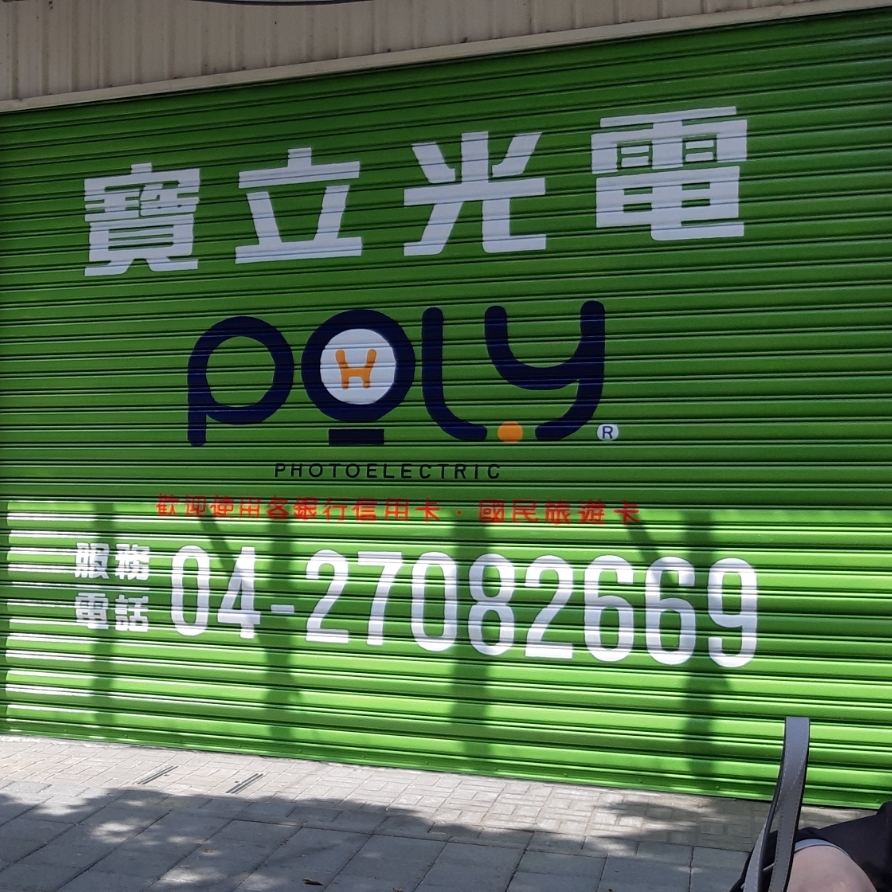 寶立光電
poly®
PHOTOELECTRIC
歡迎使用各銀行信用卡．國民旅遊卡
服務電話 04-27082669